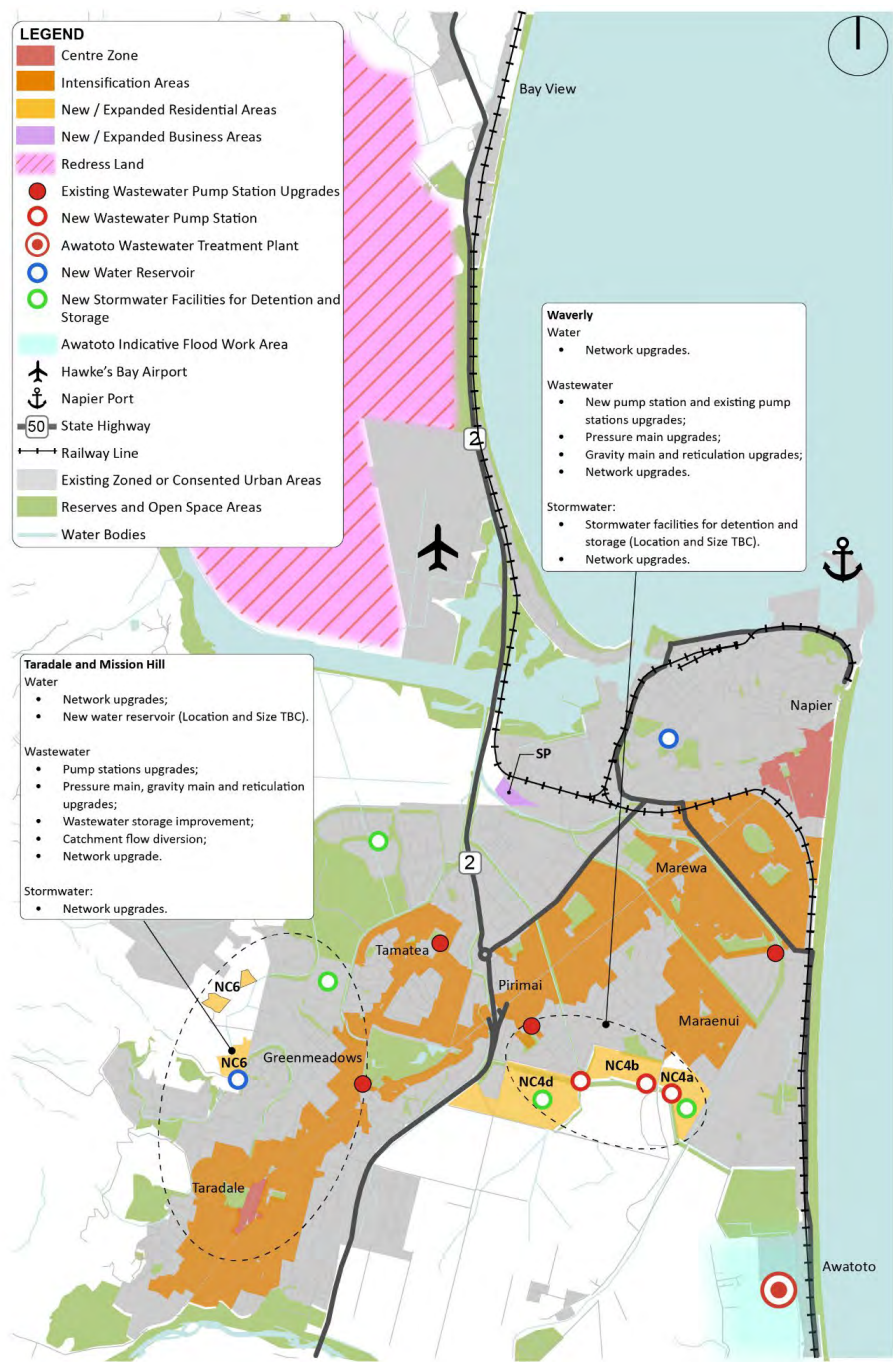 LEGEND
Centre Zone
Intensification Areas
New / Expanded Residential Areas
New / Expanded Business Areas
Redress Land
Existing Wastewater Pump Station Upgrades
New Wastewater Pump Station
Awatoto Wastewater Treatment Plant
New Water Reservoir
New Stormwater Facilities for Detention and
Storage
Awatoto Indicative Flood Work Area
Hawke's Bay Airport
Napier Port
50 State Highway
Railway Line
Existing Zoned or Consented Urban Areas
Reserves and Open Space Areas
Water Bodies
Bay View
2
Waverly
Water
• Network upgrades.
Wastewater
• New pump station and existing pump
stations upgrades;
• Pressure main upgrades;
• Gravity main and reticulation upgrades;
• Network upgrades.
Stormwater:
• Stormwater facilities for detention and
storage (Location and Size TBC).
• Network upgrades.
Taradale and Mission Hill
Water
• Network upgrades;
• New water reservoir (Location and Size TBC).
Wastewater
• Pump stations upgrades;
• Pressure main, gravity main and reticulation
upgrades;
• Wastewater storage improvement;
• Catchment flow diversion;
• Network upgrade.
Stormwater:
• Network upgrades.
Napier
SP
2
Marewa
Tamatea
Pirimai
NC6
Maraenui
Greenmeadows
NC6
NC4b
NC4a
NC4d
Taradale
Awatoto